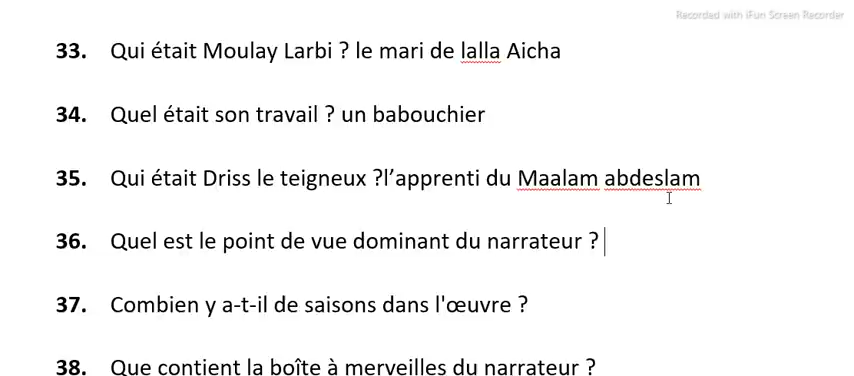 Recorded with iFun Screen Recorder
33. Qui était Moulay Larbi ? le mari de lalla Aicha
34. Quel était son travail ? un babouchier
35. Qui était Driss le teigneux ?l’apprenti du Maalam abdeslam
36. Quel est le point de vue dominant du narrateur ?
37. Combien y a-t-il de saisons dans l'œuvre ?
38. Que contient la boîte à merveilles du narrateur ?